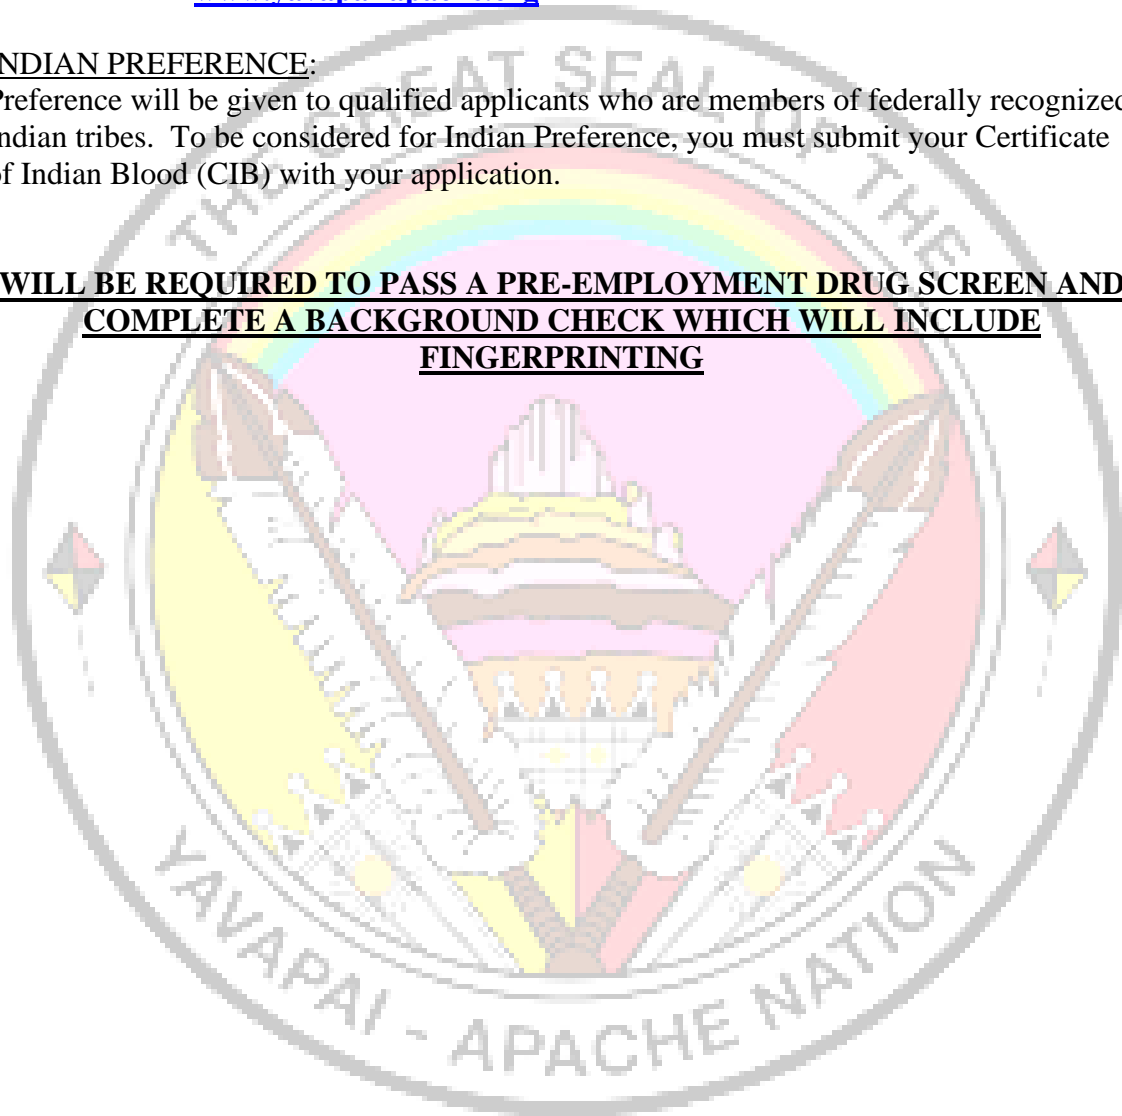 INDIAN PREFERENCE:
Preference will be given to qualified applicants who are members of federally recognized
Indian tribes. To be considered for Indian Preference, you must submit your Certificate
of Indian Blood (CIB) with your application.
WILL BE REQUIRED TO PASS A PRE-EMPLOYMENT DRUG SCREEN AND
COMPLETE A BACKGROUND CHECK WHICH WILL INCLUDE
FINGERPRINTING
THE GREAT SEAL OF THE
YAVAPAI - APACHE NATION